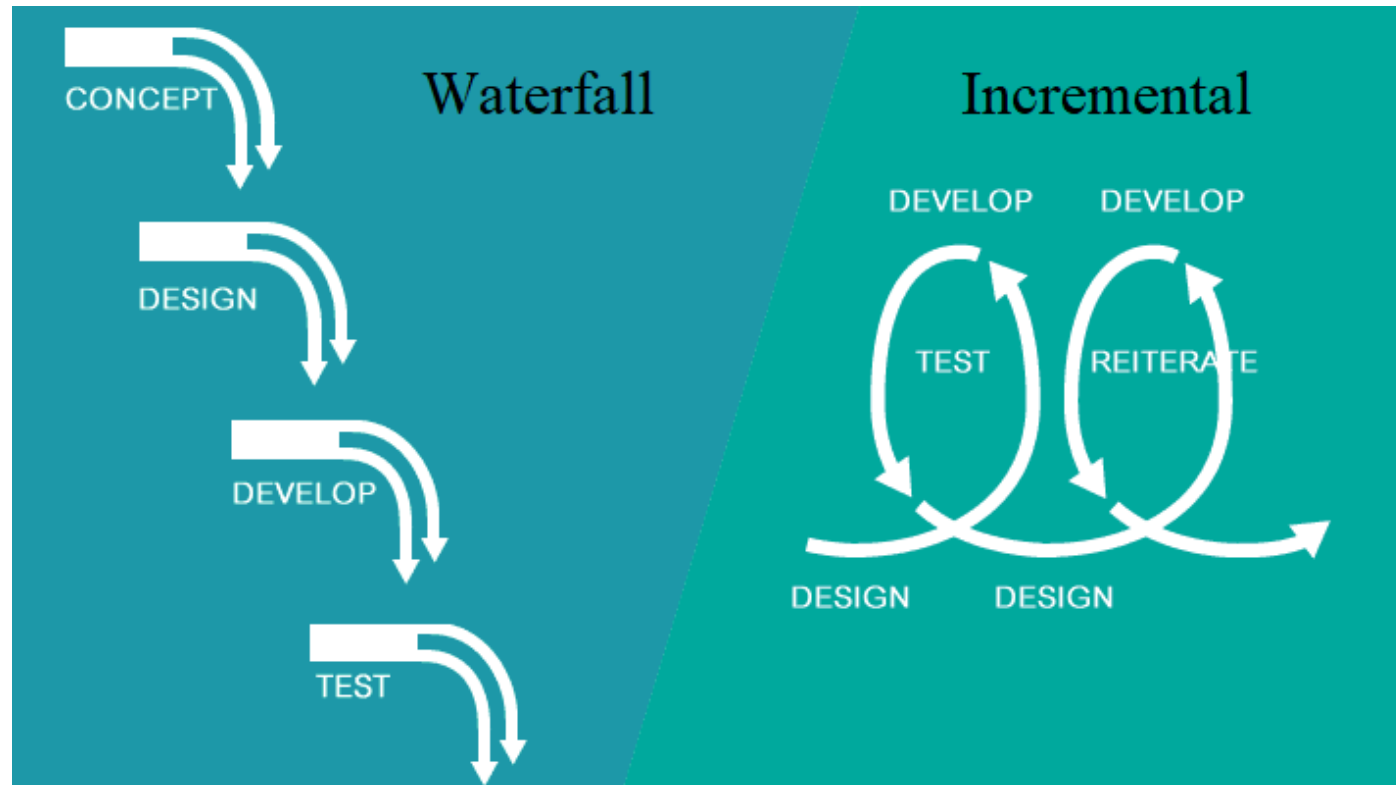 Waterfall
CONCEPT
DESIGN
DEVELOP
TEST
Incremental
DEVELOP DEVELOP
TEST REITERATE
DESIGN DESIGN